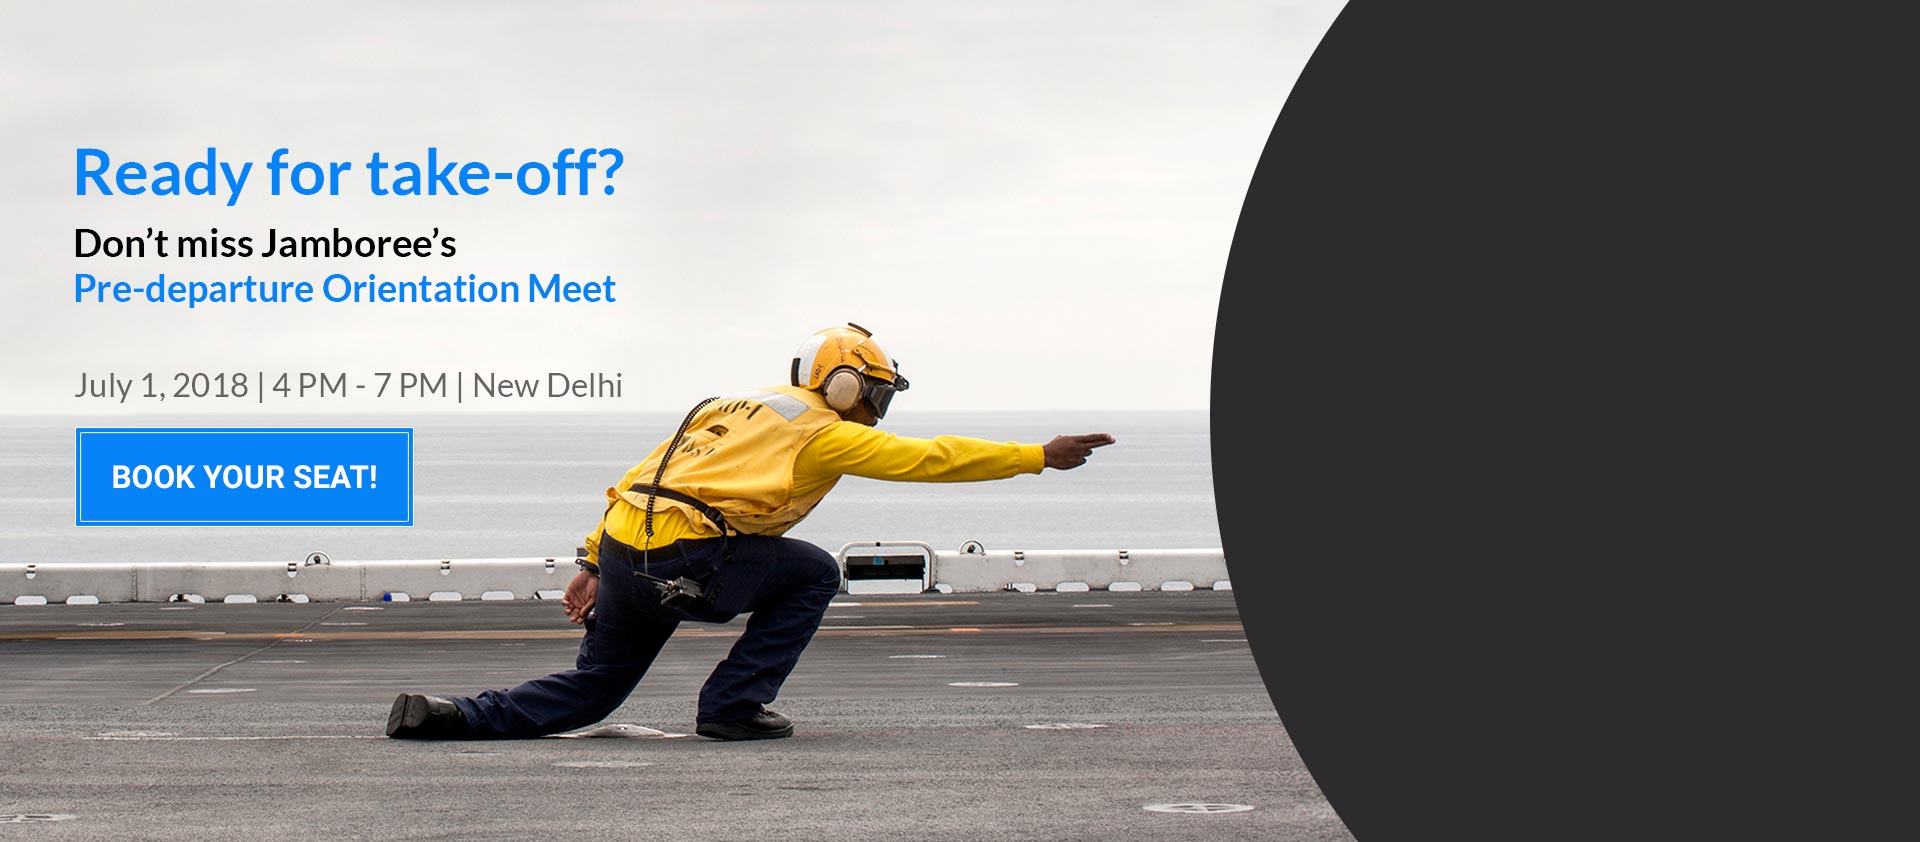 Ready for take-off?
Don’t miss Jamboree’s
Pre-departure Orientation Meet
July 1, 2018 | 4 PM - 7 PM | New Delhi
BOOK YOUR SEAT!